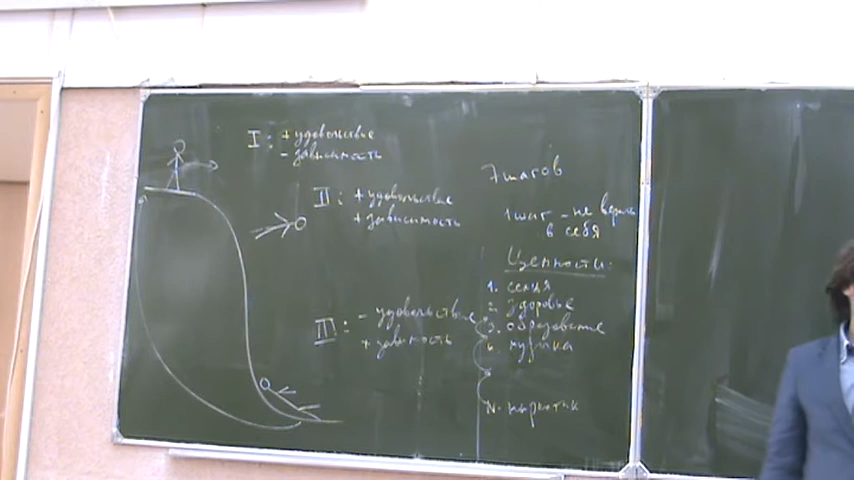 I : + удовольствие
- зависимость
II : + удовольствие
+ зависимость
III : - удовольствие
+ зависимость
7 шагов
1 шаг - не верить
в себя
Ценности:
1. семья
2. здоровье
3. образование
4. музыка
N. наркотик